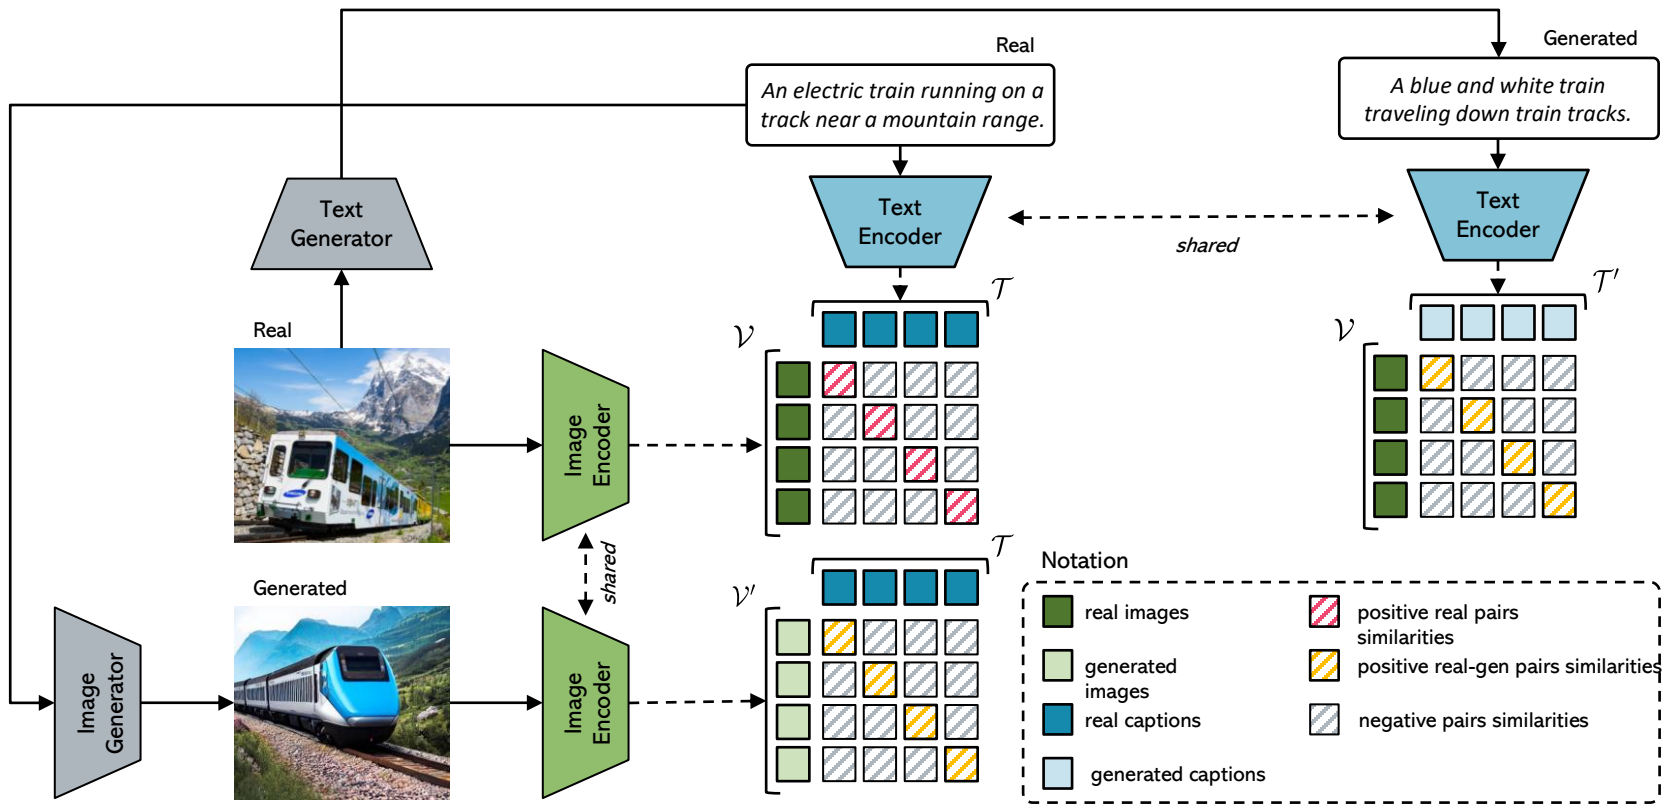 Real
Generated
An electric train running on a
track near a mountain range.
A blue and white train
traveling down train tracks.
Text
Generator
Text
Encoder
Text
Encoder
shared
𝒯
𝒯′
Real
𝒱
𝒱
Image
Encoder
shared
𝒯
Generated
𝒱′
Image
Generator
Image
Encoder
Notation
real images
positive real pairs
similarities
generated
images
positive real-gen pairs similarities
real captions
negative pairs similarities
generated captions